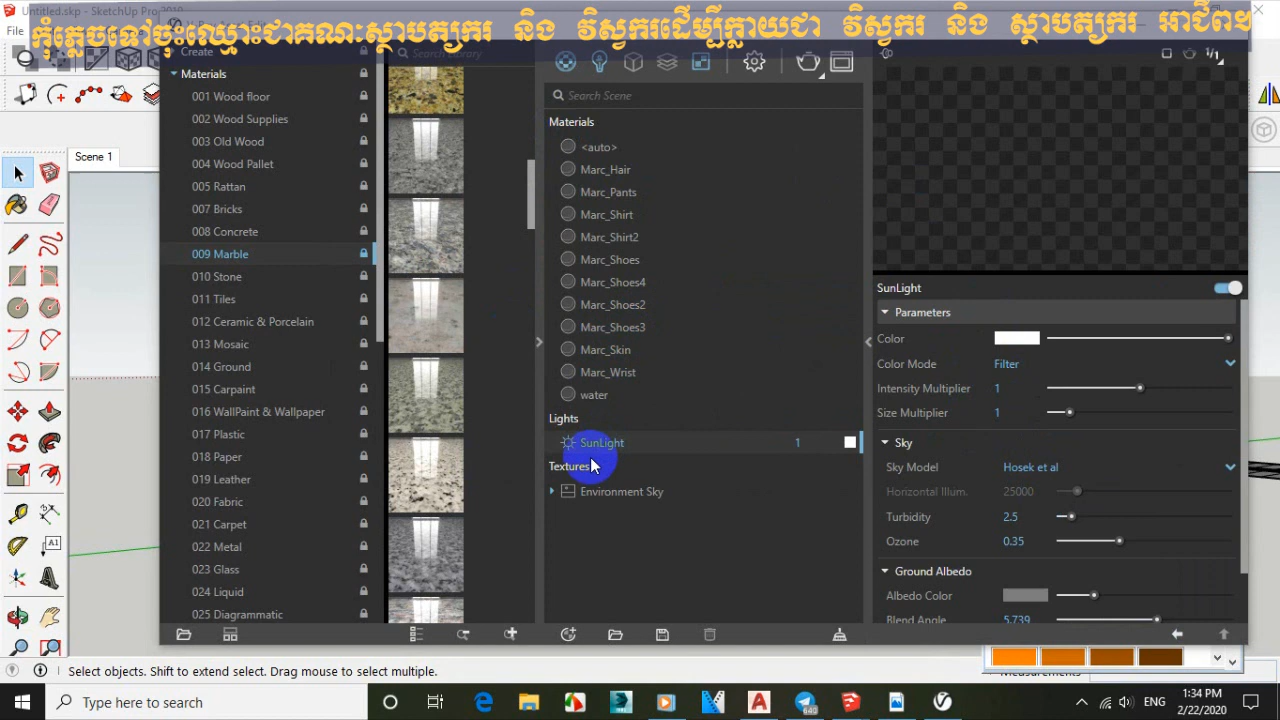 Untitled.skp - SketchUp Pro 2020
File
កុំភ្លេចទៅចុះឈ្មោះជាគណៈស្ថាបត្យករ និង វិស្វករដើម្បីក្លាយជា វិស្វករ និង ស្ថាបត្យករ អាជីព
Create
Search Library
Materials
001 Wood floor
002 Wood Supplies
003 Old Wood
004 Wood Pallet
005 Rattan
007 Bricks
008 Concrete
009 Marble
010 Stone
011 Tiles
012 Ceramic & Porcelain
013 Mosaic
014 Ground
015 Carpaint
016 WallPaint & Wallpaper
017 Plastic
018 Paper
019 Leather
020 Fabric
021 Carpet
022 Metal
023 Glass
024 Liquid
025 Diagrammatic
Scene 1
Search Scene
Materials
<auto>
Marc_Hair
Marc_Pants
Marc_Shirt
Marc_Shirt2
Marc_Shoes
Marc_Shoes4
Marc_Shoes2
Marc_Shoes3
Marc_Skin
Marc_Wrist
water
Lights
SunLight 1
Textures
Environment Sky
1/1
SunLight
Parameters
Color
Color Mode Filter
Intensity Multiplier 1
Size Multiplier 1
Sky
Sky Model Hosek et al
Horizontal Illum. 25000
Turbidity 2.5
Ozone 0.35
Ground Albedo
Albedo Color
Blend Angle 5.739
Measurements
Select objects. Shift to extend select. Drag mouse to select multiple.
Type here to search
ENG
1:34 PM
2/22/2020